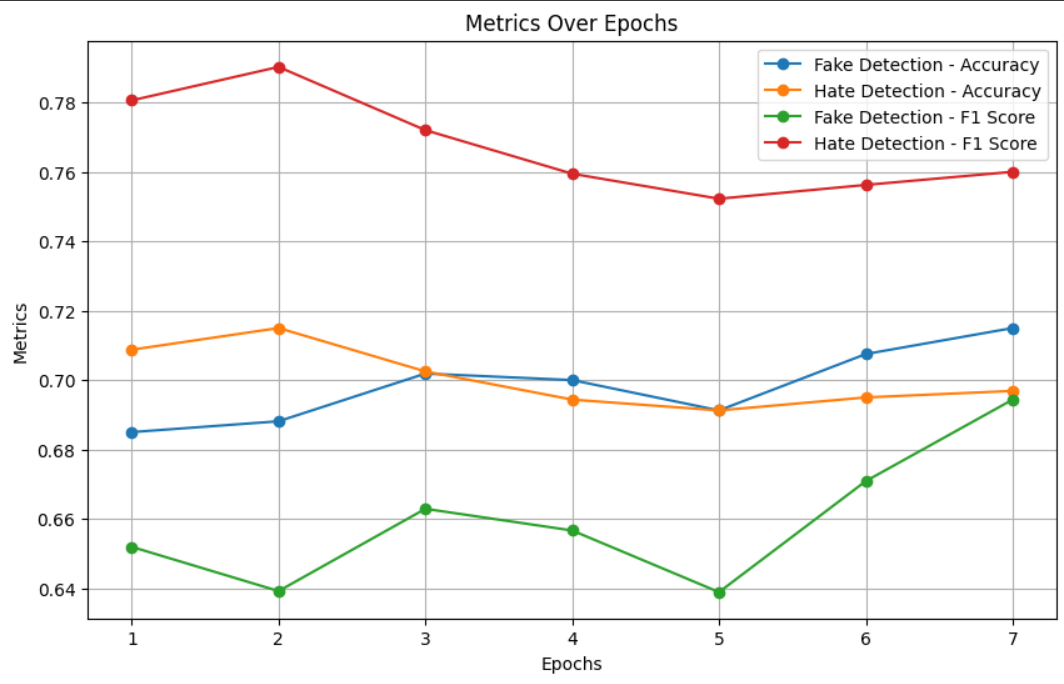 Metrics Over Epochs
Fake Detection - Accuracy
Hate Detection - Accuracy
Fake Detection - F1 Score
Hate Detection - F1 Score
0.78
0.76
0.74
0.72
0.70
0.68
0.66
0.64
Metrics
1 2 3 4 5 6 7
Epochs